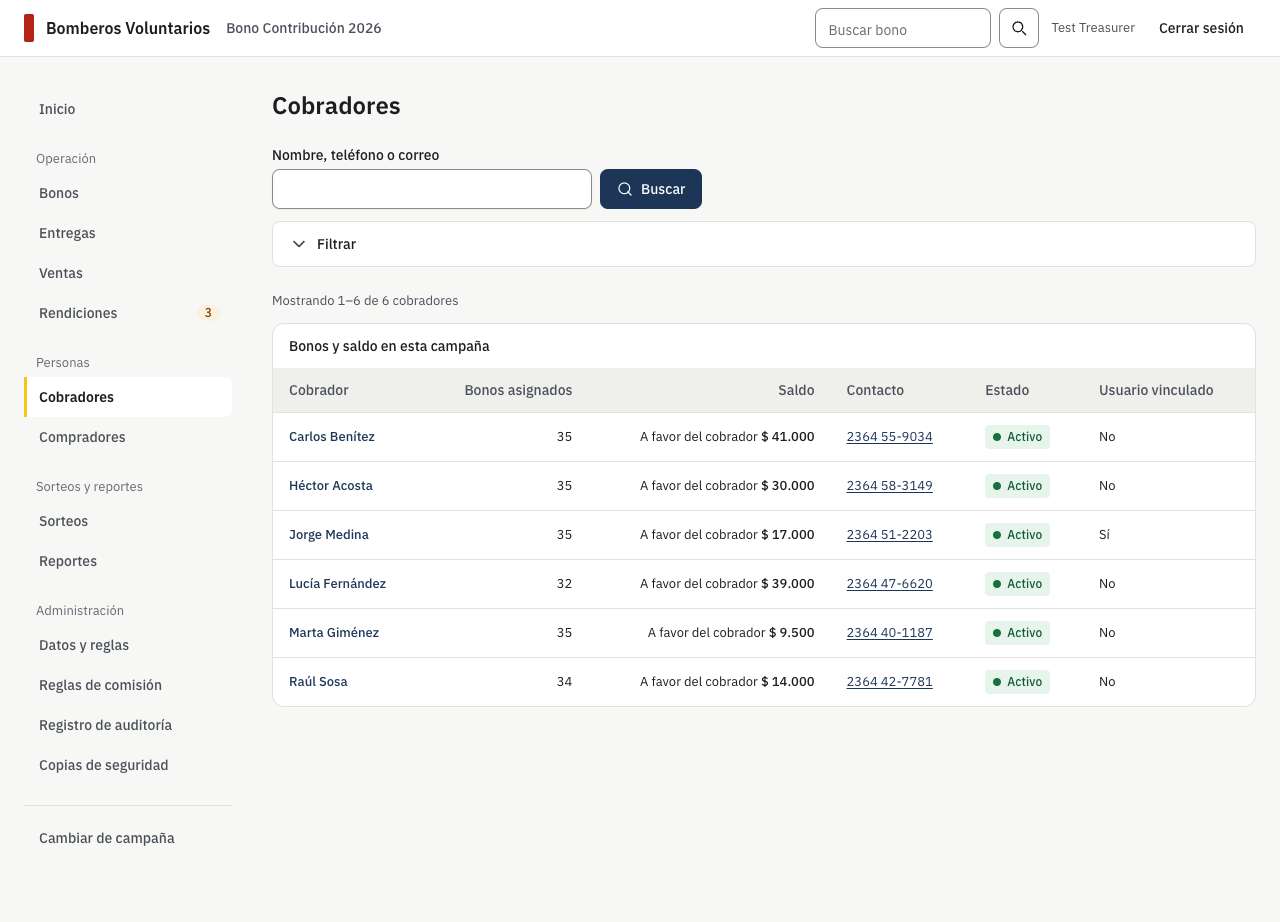 Bomberos Voluntarios Bono Contribución 2026 Buscar bono Test Treasurer Cerrar sesión
Inicio
Operación
Bonos
Entregas
Ventas
Rendiciones 3
Personas
Cobradores
Compradores
Sorteos y reportes
Sorteos
Reportes
Administración
Datos y reglas
Reglas de comisión
Registro de auditoría
Copias de seguridad
Cambiar de campaña
Cobradores
Nombre, teléfono o correo
Buscar
Filtrar
Mostrando 1–6 de 6 cobradores
Bonos y saldo en esta campaña
Cobrador Bonos asignados Saldo Contacto Estado Usuario vinculado
Carlos Benítez 35 A favor del cobrador $ 41.000 2364 55-9034 Activo No
Héctor Acosta 35 A favor del cobrador $ 30.000 2364 58-3149 Activo No
Jorge Medina 35 A favor del cobrador $ 17.000 2364 51-2203 Activo Sí
Lucía Fernández 32 A favor del cobrador $ 39.000 2364 47-6620 Activo No
Marta Giménez 35 A favor del cobrador $ 9.500 2364 40-1187 Activo No
Raúl Sosa 34 A favor del cobrador $ 14.000 2364 42-7781 Activo No